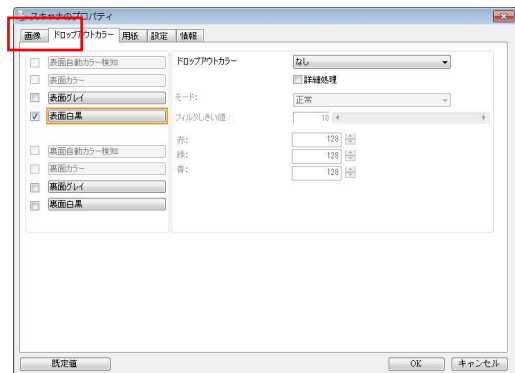 スキャナのプロパティ
画像 ドロップアウトカラー 用紙 設定 情報
表面自動カラー検知
表面カラー
表面グレイ
表面白黒
裏面自動カラー検知
裏面カラー
裏面グレイ
裏面白黒
ドロップアウトカラー なし
詳細処理
モード: 正常
フィルタしきい値: 10
赤: 128
緑: 128
青: 128
既定値 OK キャンセル